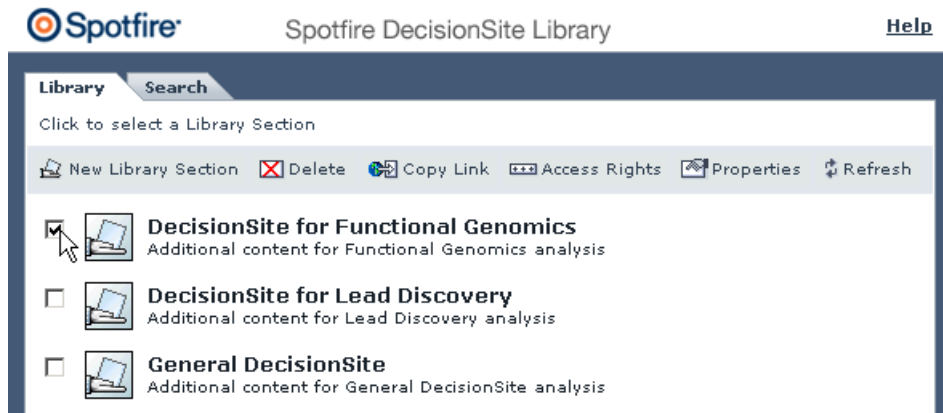 Spotfire Spotfire DecisionSite Library Help
Library Search
Click to select a Library Section
New Library Section Delete Copy Link Access Rights Properties Refresh
DecisionSite for Functional Genomics
Additional content for Functional Genomics analysis
DecisionSite for Lead Discovery
Additional content for Lead Discovery analysis
General DecisionSite
Additional content for General DecisionSite analysis